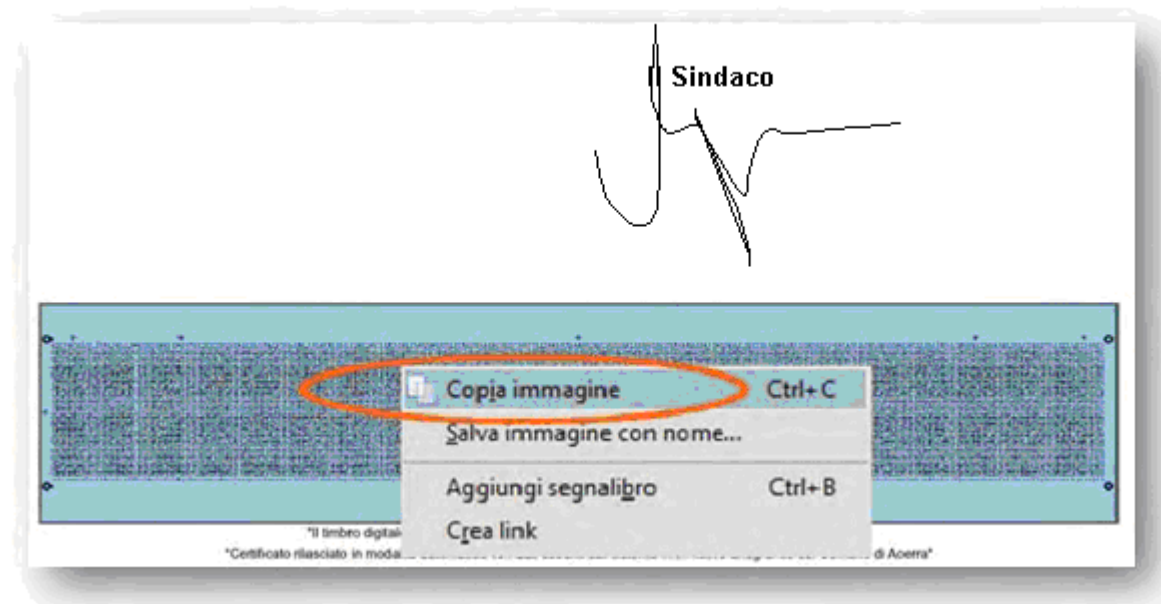 Il Sindaco
Copia immagine Ctrl+C
Salva immagine con nome...
Aggiungi segnalibro Ctrl+B
Crea link
"Il timbro digital
"Certificato rilasciato in di Acerra"